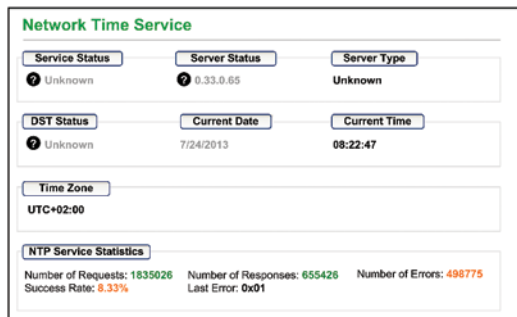 Network Time Service
Service Status Server Status Server Type
? Unknown ? 0.33.0.65 Unknown
DST Status Current Date Current Time
? Unknown 7/24/2013 08:22:47
Time Zone
UTC+02:00
NTP Service Statistics
Number of Requests: 1835026 Number of Responses: 655426 Number of Errors: 498775
Success Rate: 8.33% Last Error: 0x01